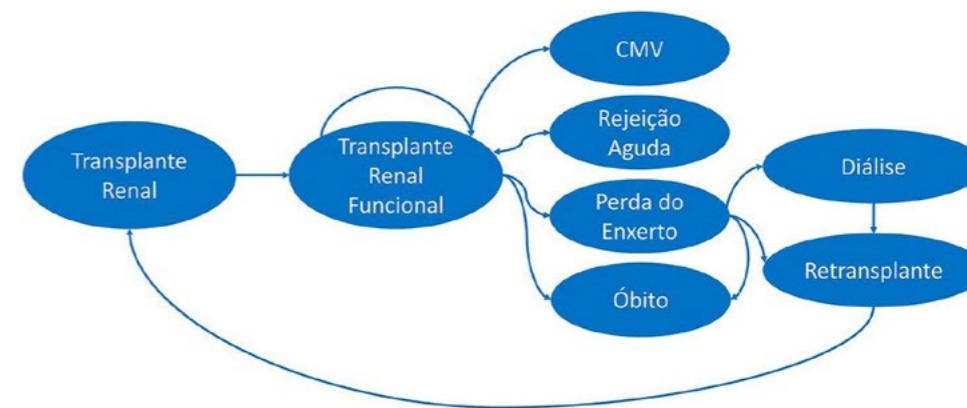 Transplante
Renal
Transplante
Renal
Funcional
CMV
Rejeição
Aguda
Perda do
Enxerto
Óbito
Diálise
Retransplante